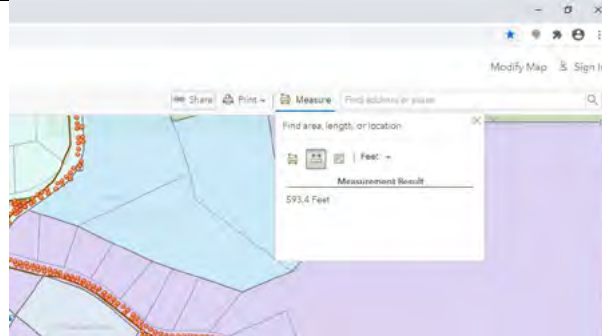 Modify Map Sign In
Share Print Measure Find address or place
Find area, length, or location
Feet
Measurement Result
593.4 Feet